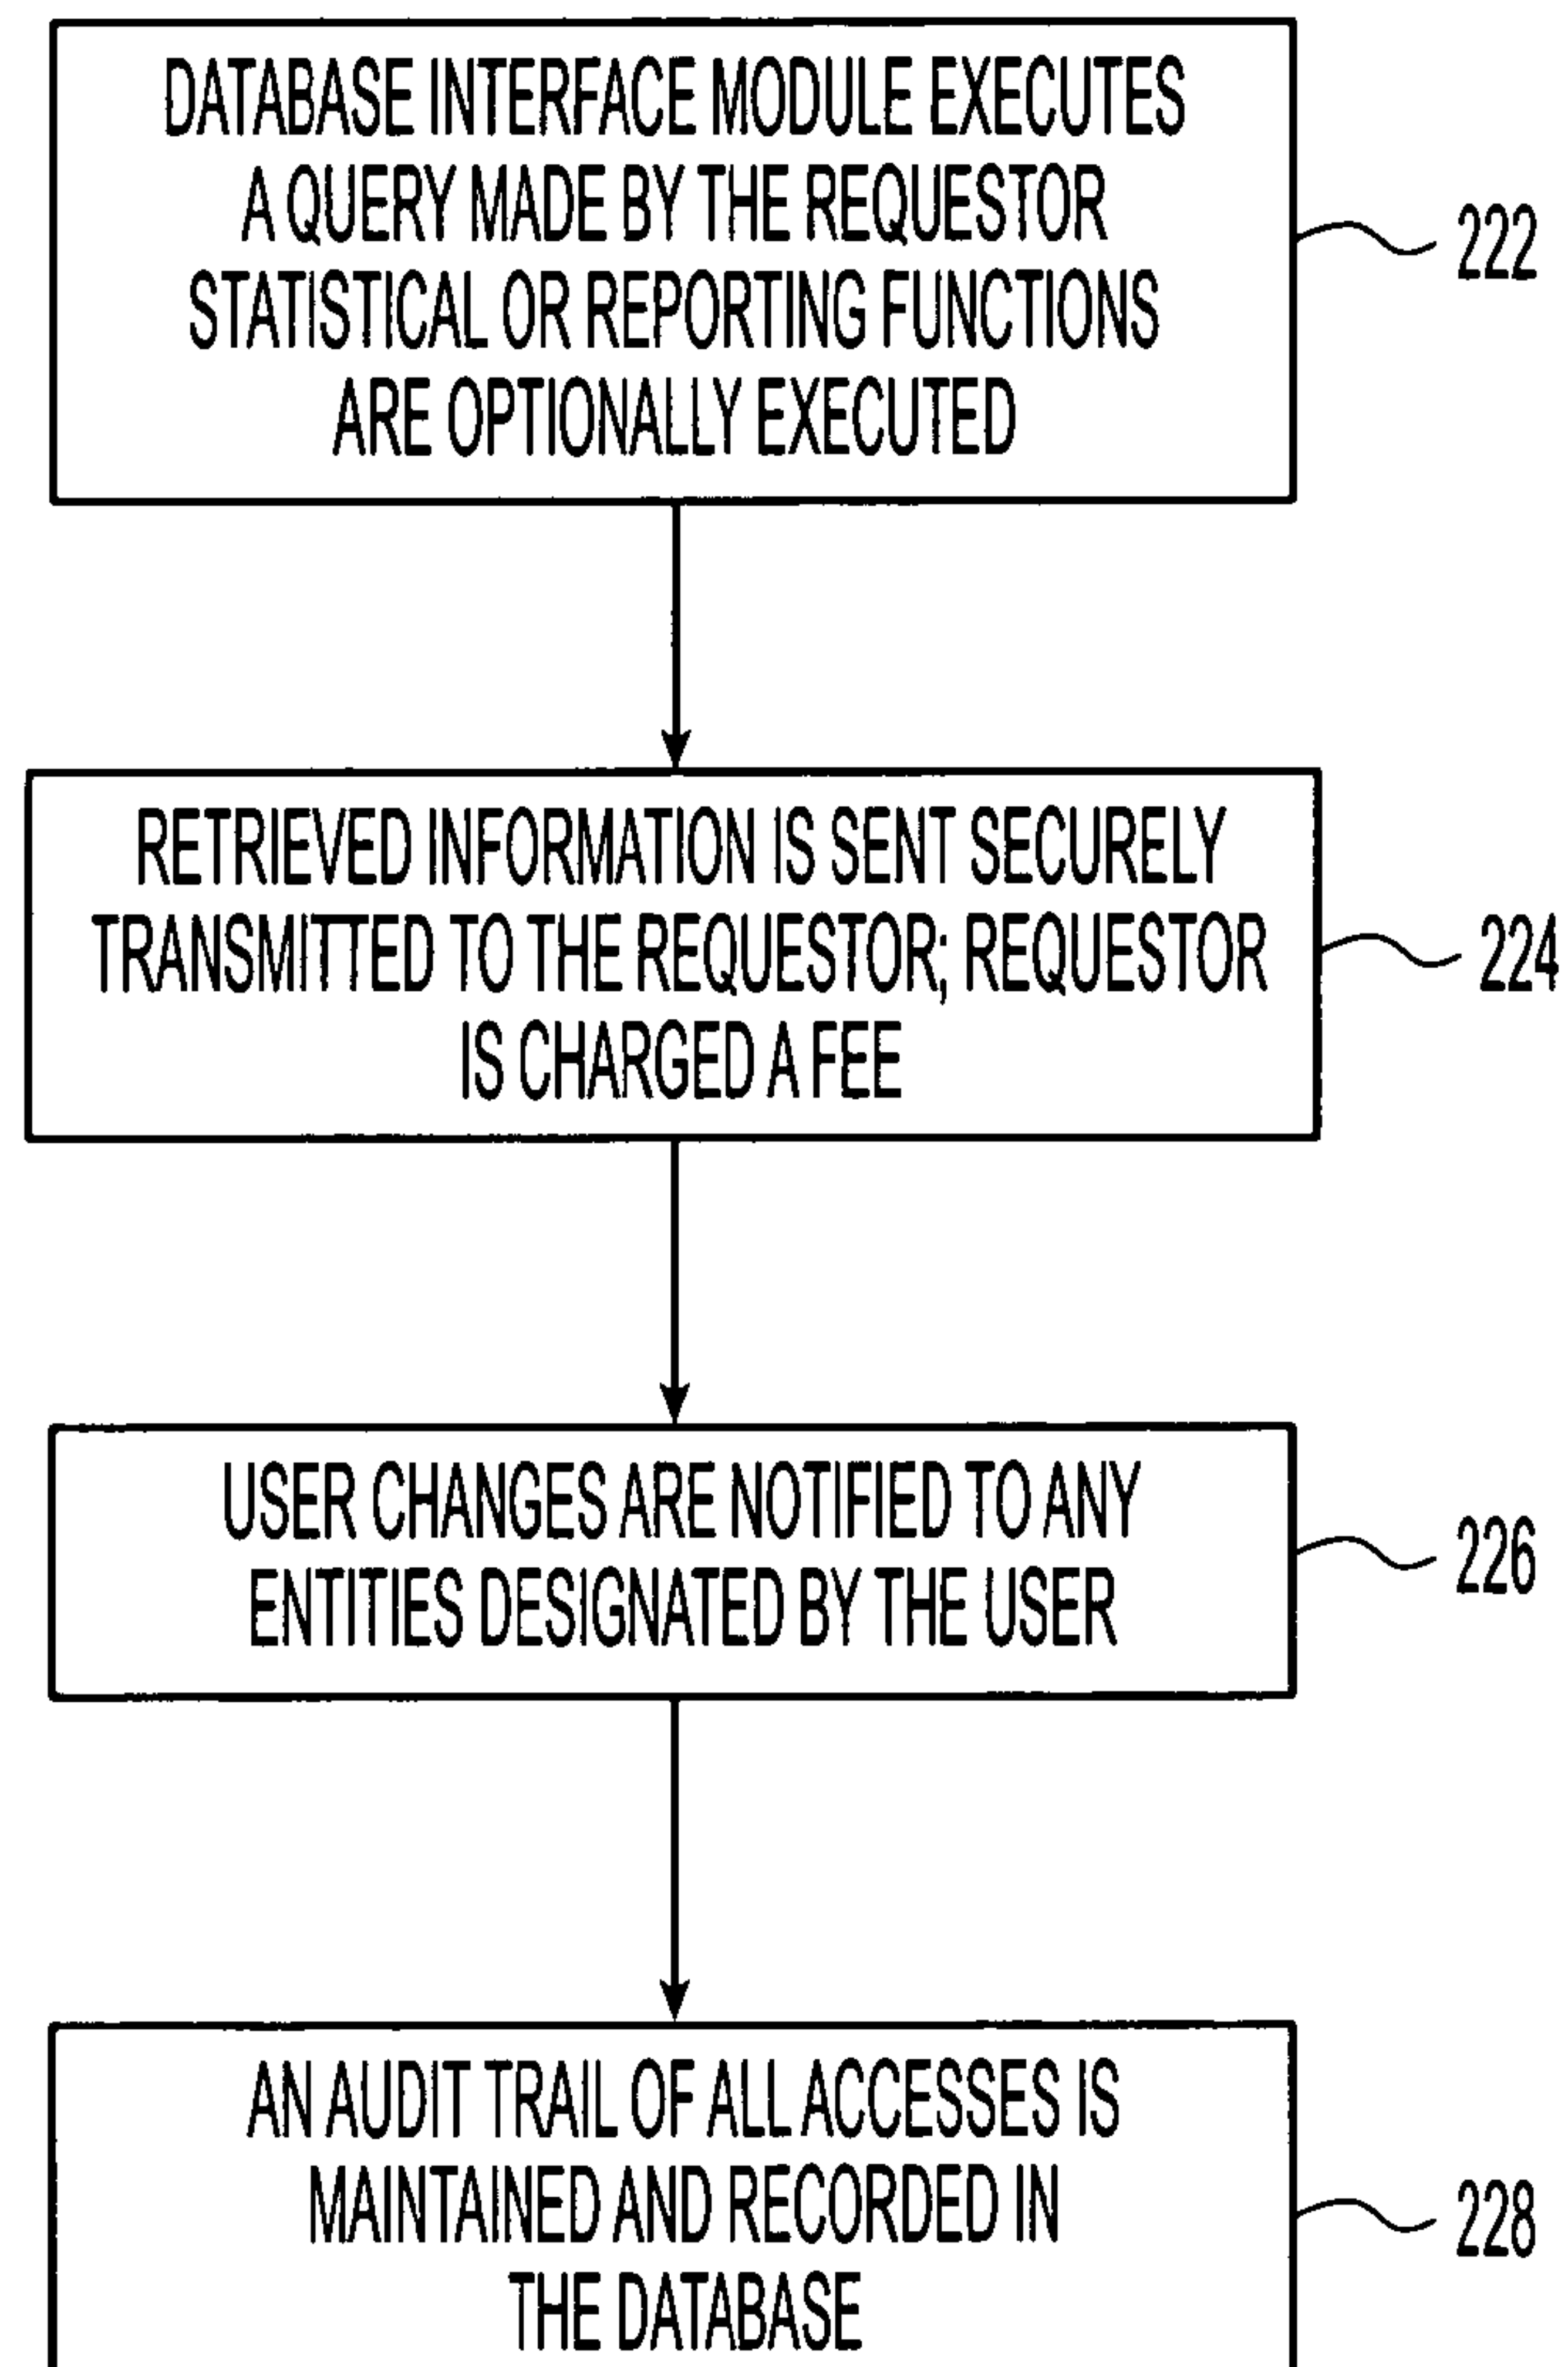 DATABASE INTERFACE MODULE EXECUTES
A QUERY MADE BY THE REQUESTOR
STATISTICAL OR REPORTING FUNCTIONS
ARE OPTIONALLY EXECUTED
222
RETRIEVED INFORMATION IS SENT SECURELY
TRANSMITTED TO THE REQUESTOR; REQUESTOR
IS CHARGED A FEE
224
USER CHANGES ARE NOTIFIED TO ANY
ENTITIES DESIGNATED BY THE USER
226
AN AUDIT TRAIL OF ALL ACCESSES IS
MAINTAINED AND RECORDED IN
THE DATABASE
228